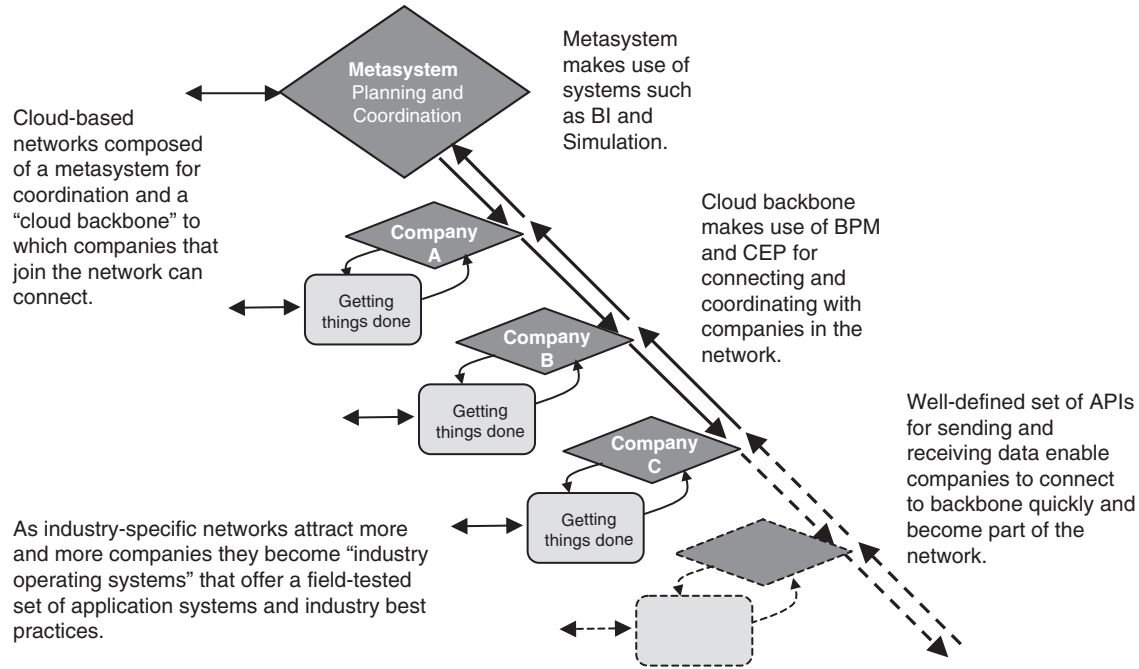 Metasystem
Planning and
Coordination
Metasystem
makes use of
systems such
as BI and
Simulation.
Cloud-based
networks composed
of a metasystem for
coordination and a
“cloud backbone” to
which companies that
join the network can
connect.
Company
A
Getting
things done
Cloud backbone
makes use of BPM
and CEP for
connecting and
coordinating with
companies in the
network.
Company
B
Getting
things done
Company
C
Getting
things done
Well-defined set of APIs
for sending and
receiving data enable
companies to connect
to backbone quickly and
become part of the
network.
As industry-specific networks attract more
and more companies they become “industry
operating systems” that offer a field-tested
set of application systems and industry best
practices.